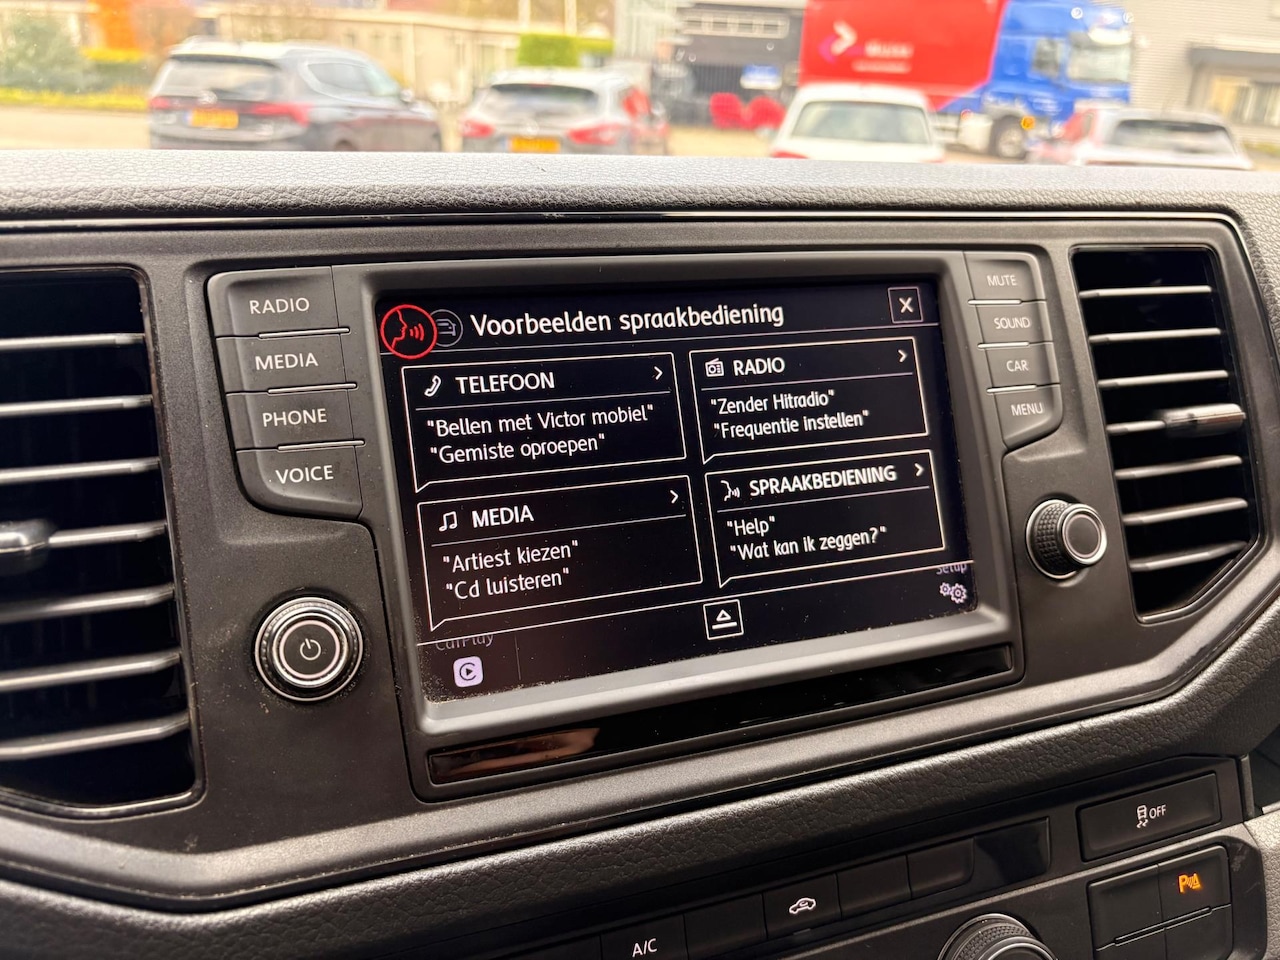 RADIO
MEDIA
PHONE
VOICE
Voorbeelden spraakbediening
X
TELEFOON
"Bellen met Victor mobiel"
"Gemiste oproepen"
RADIO
"Zender Hitradio"
"Frequentie instellen"
MEDIA
"Artiest kiezen"
"Cd luisteren"
SPRAAKBEDIENING
"Help"
"Wat kan ik zeggen?"
CarPlay
Setup
MUTE
SOUND
CAR
MENU
OFF
A/C